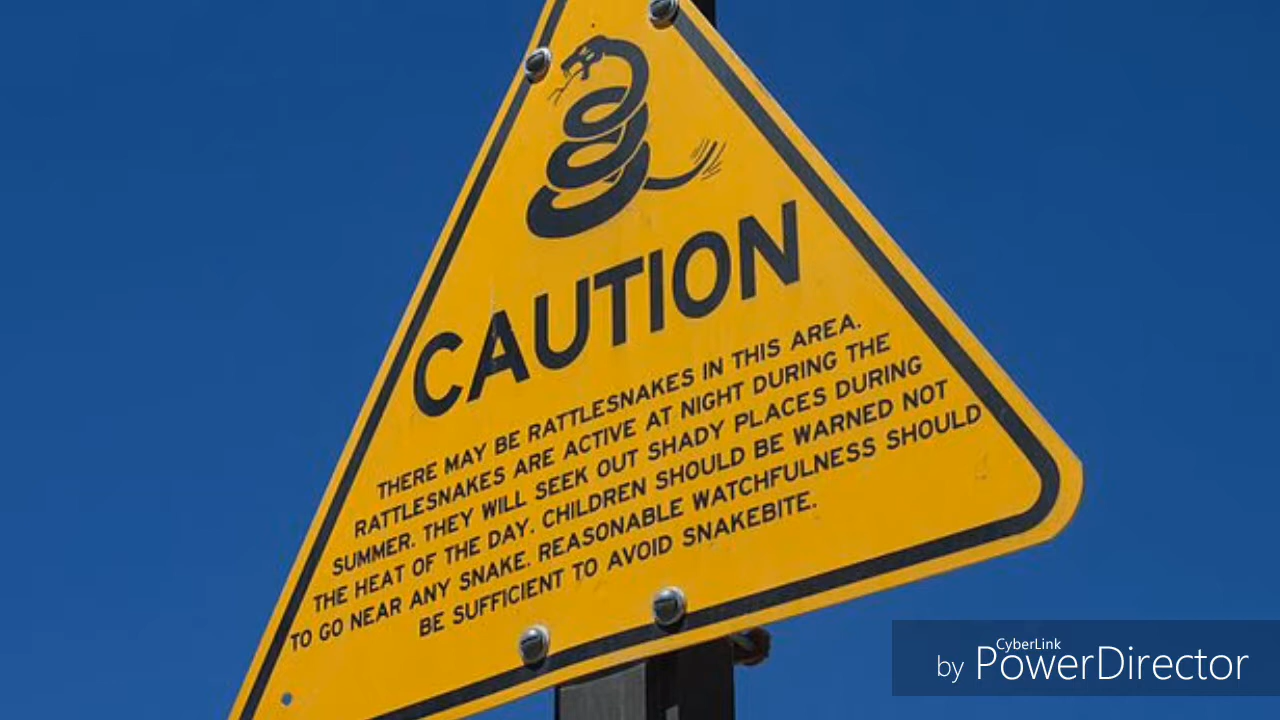 CAUTION
THERE MAY BE RATTLESNAKES IN THIS AREA.
RATTLESNAKES ARE ACTIVE AT NIGHT DURING THE
SUMMER. THEY WILL SEEK OUT SHADY PLACES DURING
THE HEAT OF THE DAY. CHILDREN SHOULD BE WARNED NOT
TO GO NEAR ANY SNAKE. REASONABLE WATCHFULNESS SHOULD
BE SUFFICIENT TO AVOID SNAKEBITE.
CyberLink
by PowerDirector